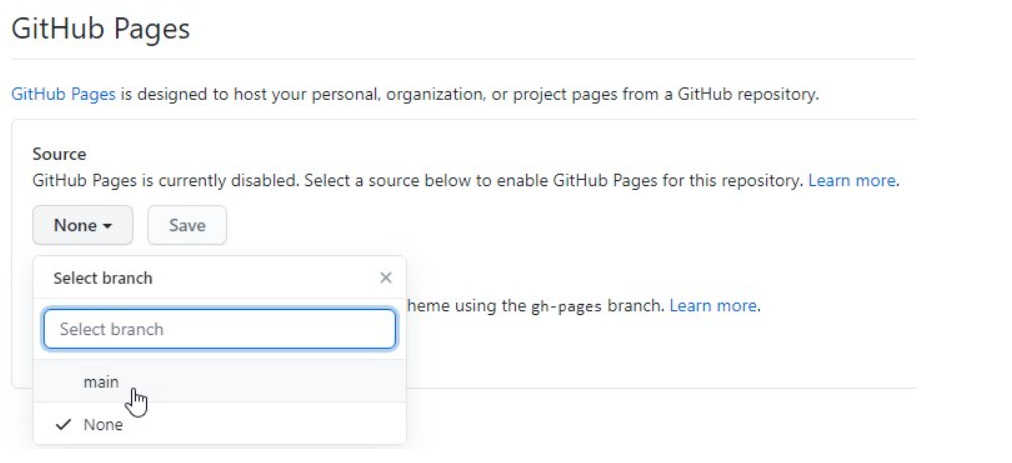 GitHub Pages
GitHub Pages is designed to host your personal, organization, or project pages from a GitHub repository.
Source
GitHub Pages is currently disabled. Select a source below to enable GitHub Pages for this repository. Learn more.
None Save
Select branch
heme using the gh-pages branch. Learn more.
Select branch
main
None